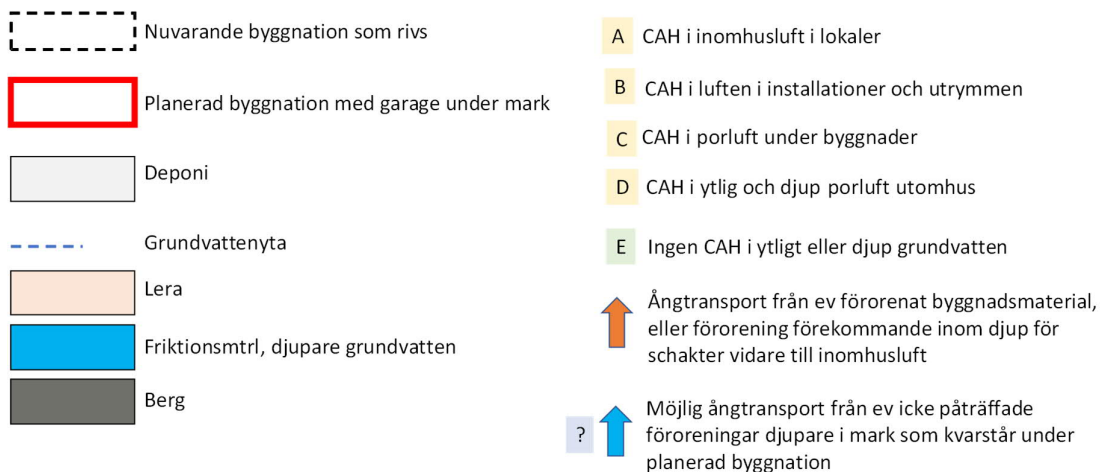 Nuvarande byggnation som rivs
Planerad byggnation med garage under mark
Deponi
Grundvattenyta
Lera
Friktionsmtrl, djupare grundvatten
Berg
A CAH i inomhusluft i lokaler
B CAH i luften i installationer och utrymmen
C CAH i porluft under byggnader
D CAH i ytlig och djup porluft utomhus
E Ingen CAH i ytligt eller djup grundvatten
Ångtransport från ev förorenat byggnadsmaterial,
eller förorening förekommande inom djup för
schakter vidare till inomhusluft
? Möjlig ångtransport från ev icke påträffade
föroreningar djupare i mark som kvarstår under
planerad byggnation